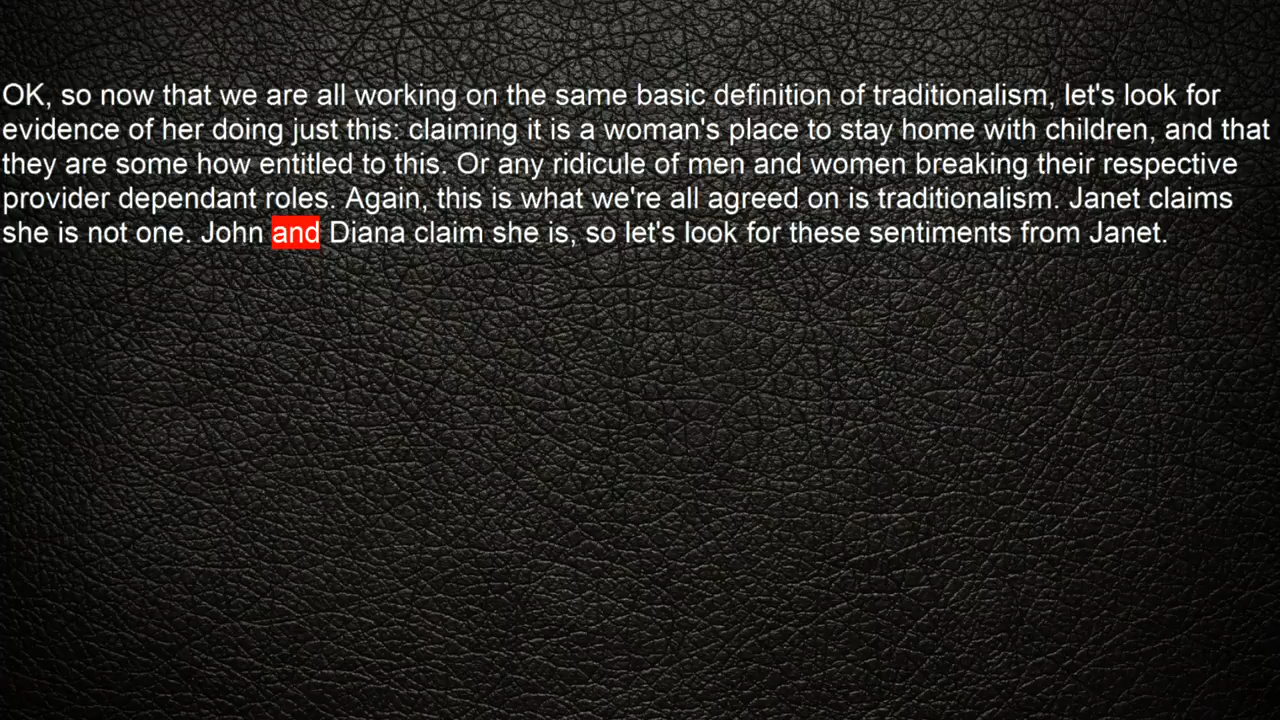 OK, so now that we are all working on the same basic definition of traditionalism, let's look for
evidence of her doing just this: claiming it is a woman's place to stay home with children, and that
they are some how entitled to this. Or any ridicule of men and women breaking their respective
provider dependant roles. Again, this is what we're all agreed on is traditionalism. Janet claims
she is not one. John and Diana claim she is, so let's look for these sentiments from Janet.